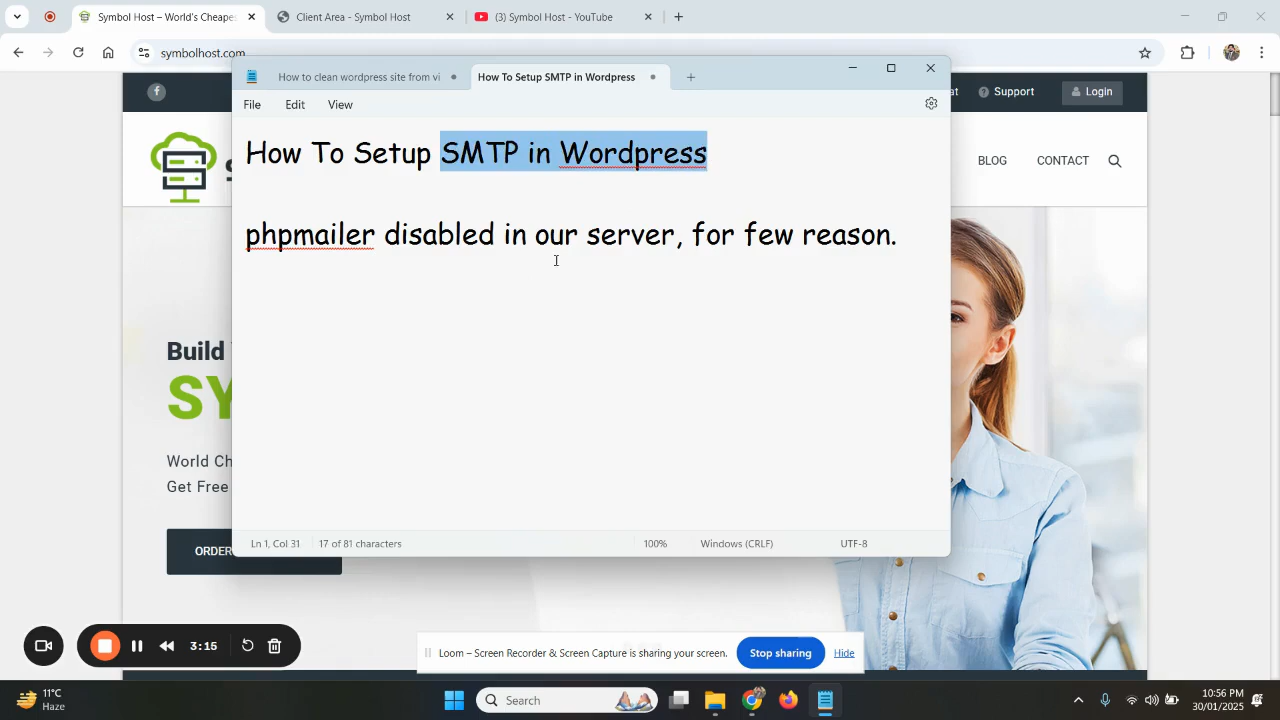 Symbol Host – World's Cheapes
Client Area - Symbol Host
(3) Symbol Host - YouTube
symbolhost.com
How to clean wordpress site from vi
How To Setup SMTP in Wordpress
at
Support
Login
File
Edit
View
How To Setup SMTP in Wordpress
BLOG
CONTACT
phpmailer disabled in our server, for few reason.
Build
SY
World Ch
Get Free
ORDER
Ln 1, Col 31
17 of 81 characters
100%
Windows (CRLF)
UTF-8
3:15
Loom – Screen Recorder & Screen Capture is sharing your screen.
Stop sharing
Hide
11°C
Haze
Search
10:56 PM
30/01/2025